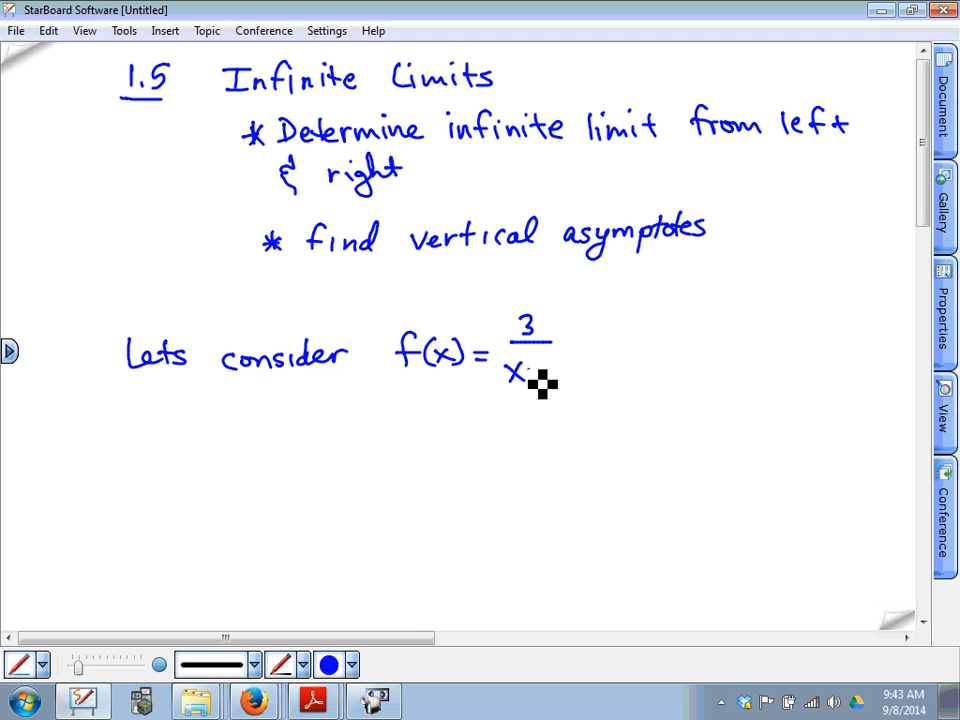 StarBoard Software [Untitled]
File Edit View Tools Insert Topic Conference Settings Help
1.5 Infinite Limits
* Determine infinite limit from left
& right
* find vertical asymptotes
Lets consider f(x) = 3
x
Document
Gallery
Properties
View
Conference
9:43 AM
9/8/2014